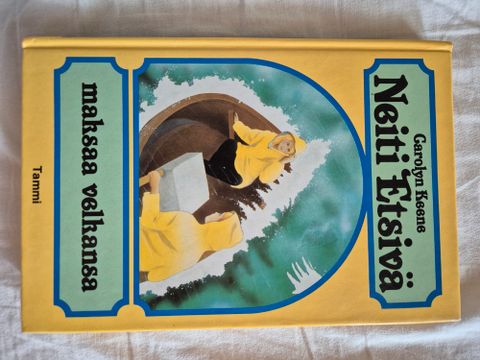 Carolyn Keene
Neiti Etsivä
maksaa velkansa
Tammi